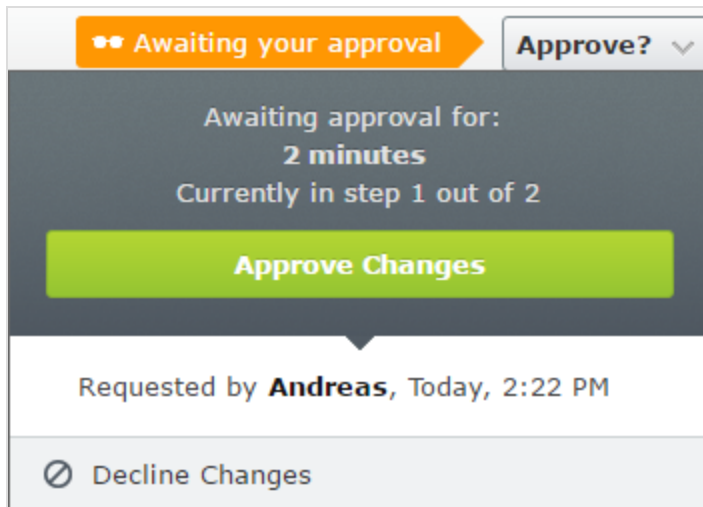 Awaiting your approval
Approve?
Awaiting approval for:
2 minutes
Currently in step 1 out of 2
Approve Changes
Requested by Andreas, Today, 2:22 PM
Decline Changes